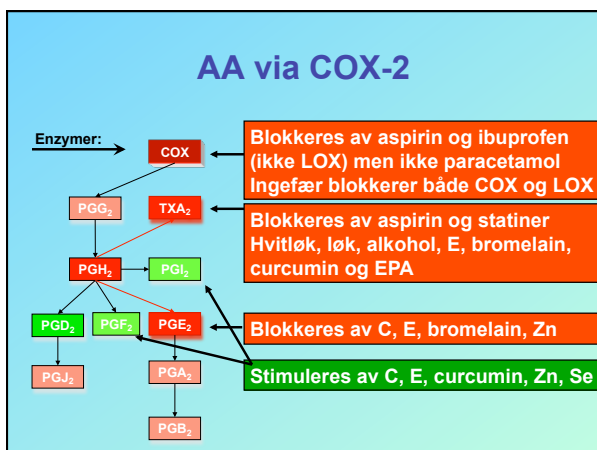 AA via COX-2
Enzymer:
COX
Blokkeres av aspirin og ibuprofen
(ikke LOX) men ikke paracetamol
Ingefær blokkerer både COX og LOX
PGG₂
TXA₂
Blokkeres av aspirin og statiner
Hvitløk, løk, alkohol, E, bromelain,
curcumin og EPA
PGH₂
PGI₂
PGD₂
PGF₂
PGE₂
Blokkeres av C, E, bromelain, Zn
PGJ₂
PGA₂
Stimuleres av C, E, curcumin, Zn, Se
PGB₂